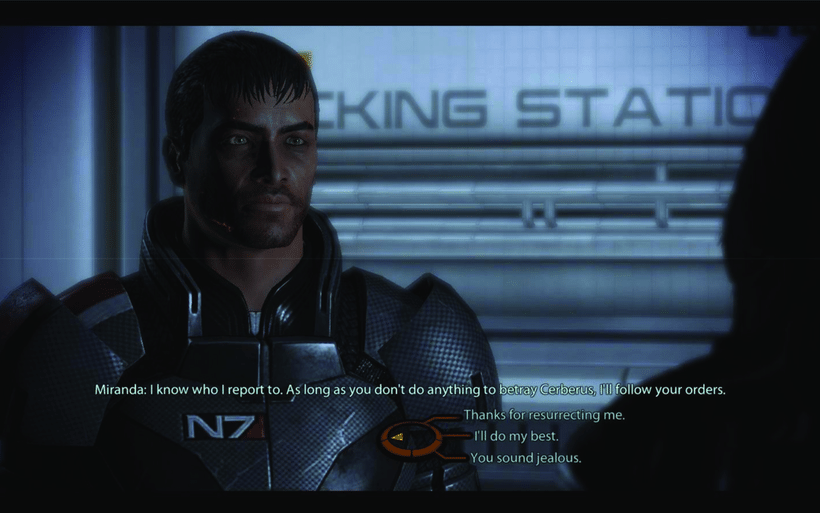 CKING STATIO
Miranda: I know who I report to. As long as you don't do anything to betray Cerberus, I'll follow your orders.
Thanks for resurrecting me.
I'll do my best.
You sound jealous.
N7